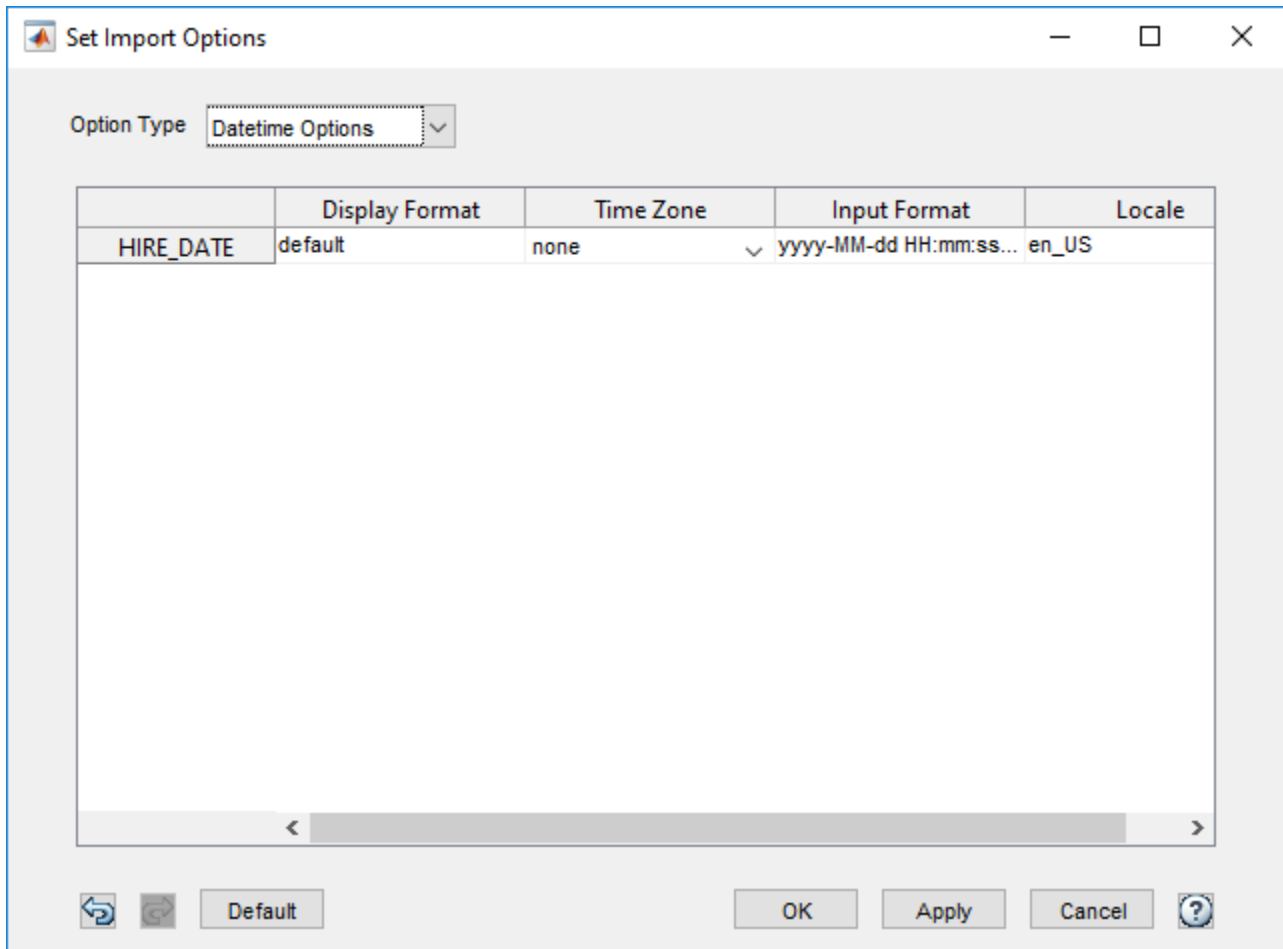 Set Import Options
Option Type Datetime Options
Display Format Time Zone Input Format Locale
HIRE_DATE default none yyyy-MM-dd HH:mm:ss... en_US
Default OK Apply Cancel ?